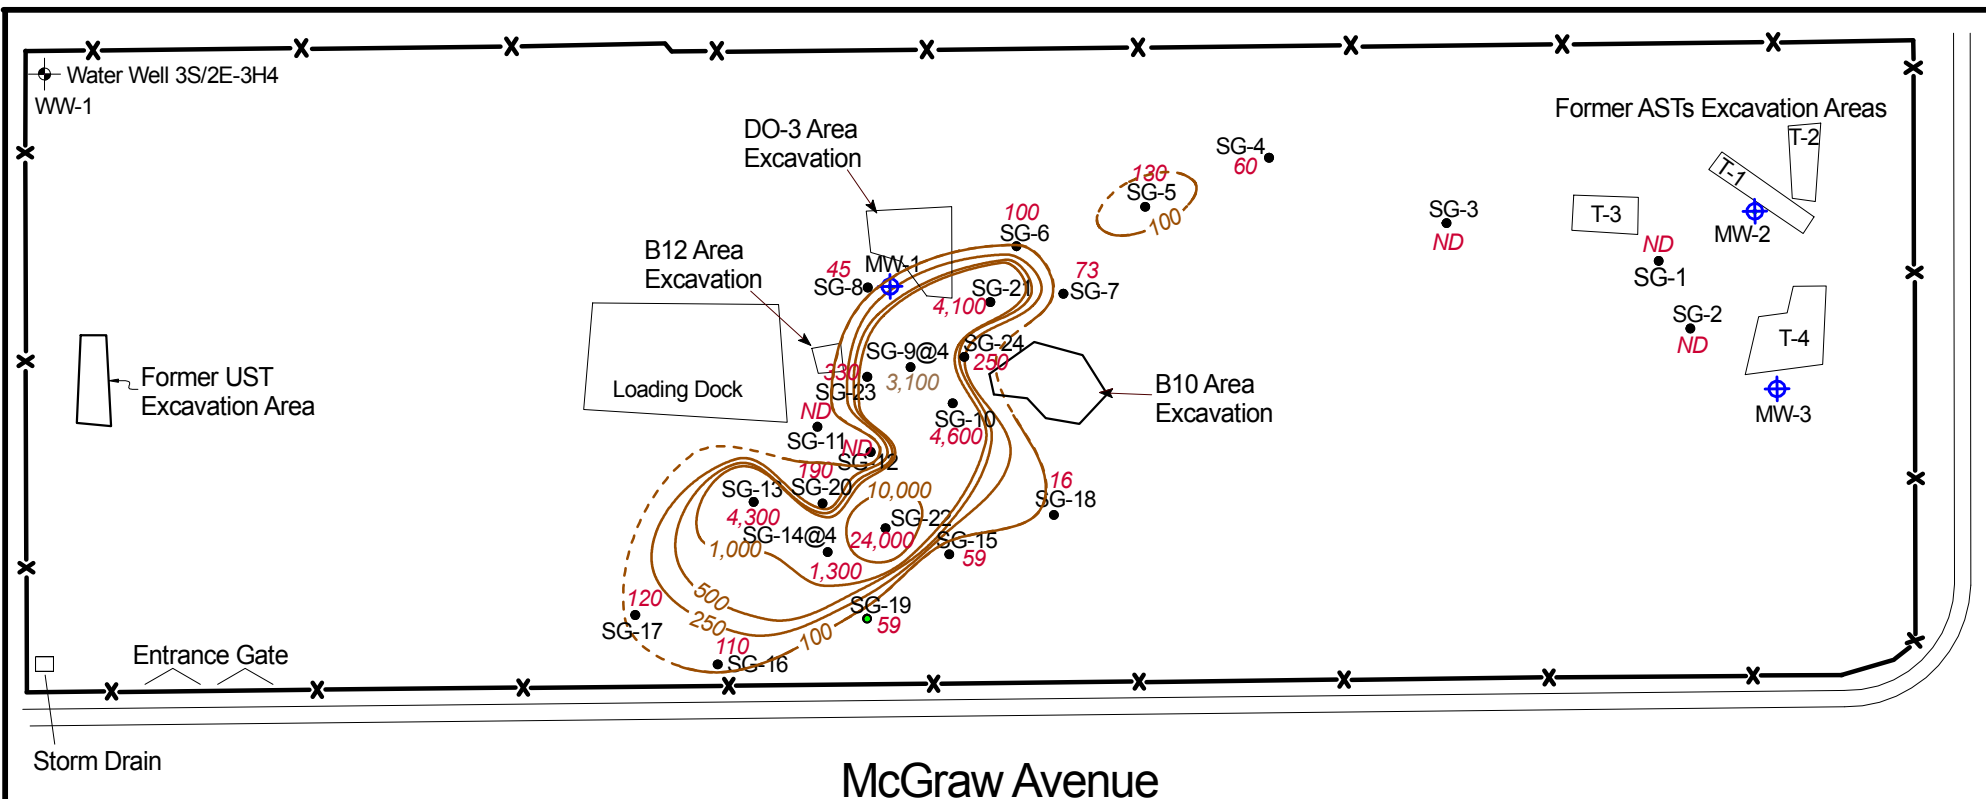 Water Well 3S/2E-3H4
WW-1
DO-3 Area
Excavation
B12 Area
Excavation
Former ASTs Excavation Areas
T-2
T-1
T-3
MW-2
SG-4
60
130
SG-5
100
SG-3
ND
ND
SG-1
SG-2
ND
T-4
MW-3
100
SG-6
73
SG-7
45
SG-8
MW-1
SG-21
4,100
SG-24
250
SG-9@4
3,100
330
SG-23
Loading Dock
Former UST
Excavation Area
B10 Area
Excavation
ND
SG-11
ND
SG-12
SG-10
4,600
190
SG-20
SG-13
4,300
SG-14@4
1,300
1,000
10,000
SG-22
24,000
16
SG-18
SG-15
59
500
250
100
SG-19
59
120
SG-17
110
SG-16
Entrance Gate
Storm Drain
McGraw Avenue